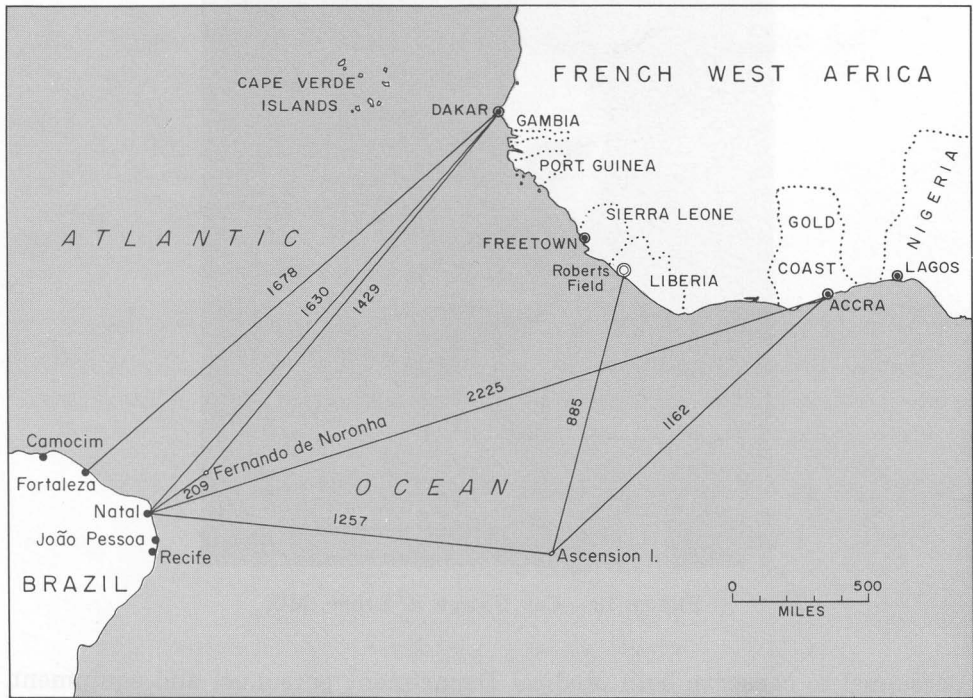 CAPE VERDE
ISLANDS
FRENCH WEST AFRICA
DAKAR
GAMBIA
PORT. GUINEA
NIGERIA
SIERRA LEONE
GOLD
COAST
ATLANTIC
FREETOWN
Roberts
Field
LIBERIA
LAGOS
ACCRA
1678
1630
1429
2225
885
1162
Camocim
Fortaleza
Fernando de Noronha
209
OCEAN
Natal
1257
João Pessoa
Recife
Ascension I.
BRAZIL
0 500
MILES